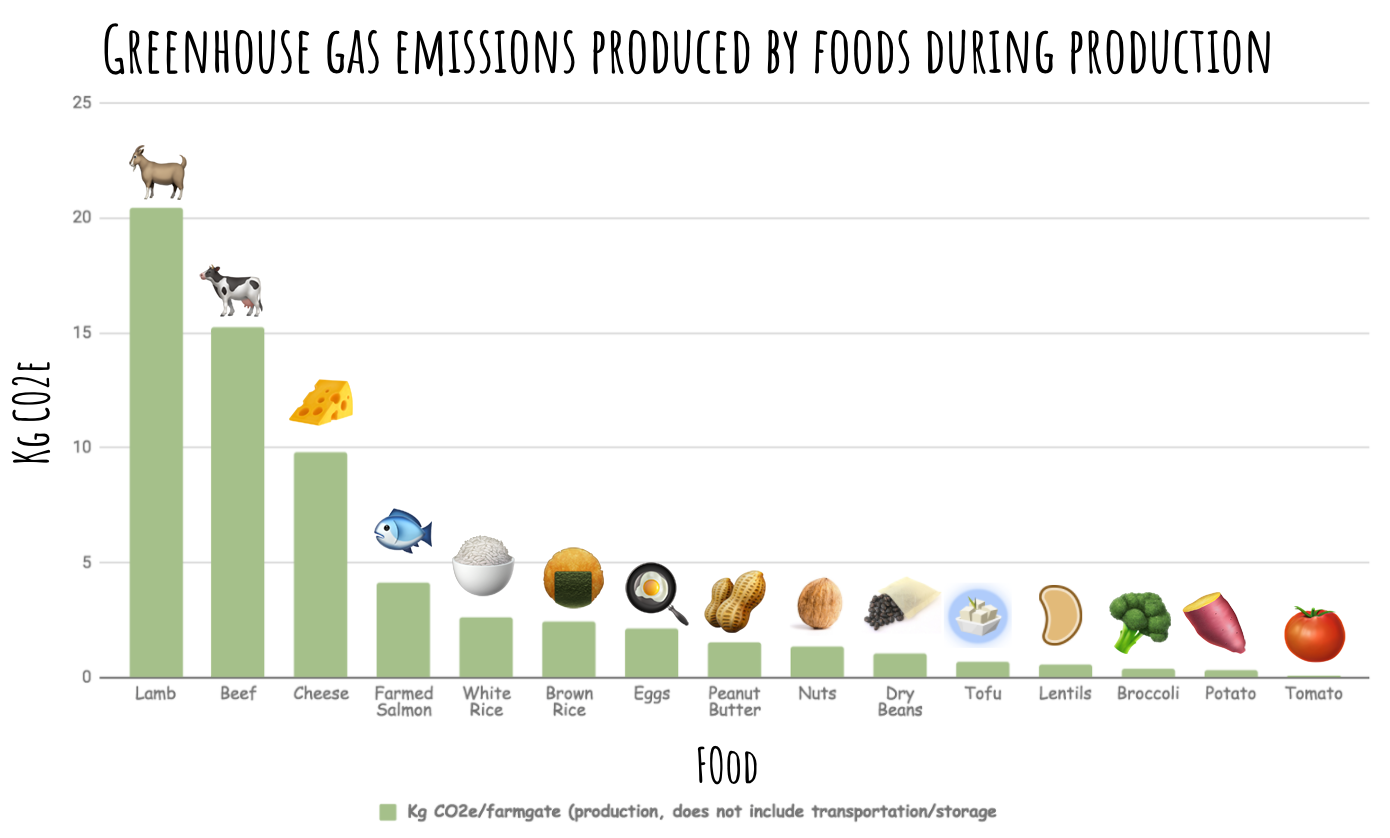 Greenhouse gas emissions produced by foods during production
25
20
15
10
5
0
Kg CO2e
Lamb
Beef
Cheese
Farmed
Salmon
White
Rice
Brown
Rice
Eggs
Peanut
Butter
Nuts
Dry
Beans
Tofu
Lentils
Broccoli
Potato
Tomato
FOod
Kg CO2e/farmgate (production, does not include transportation/storage